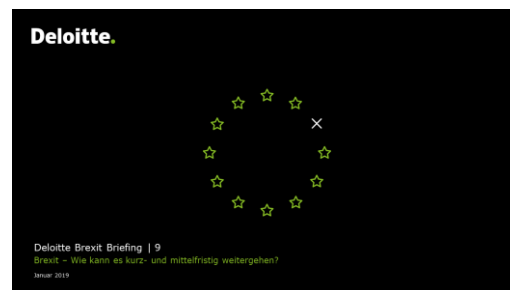 Deloitte.
Deloitte Brexit Briefing | 9
Brexit – Wie kann es kurz- und mittelfristig weitergehen?
Januar 2019